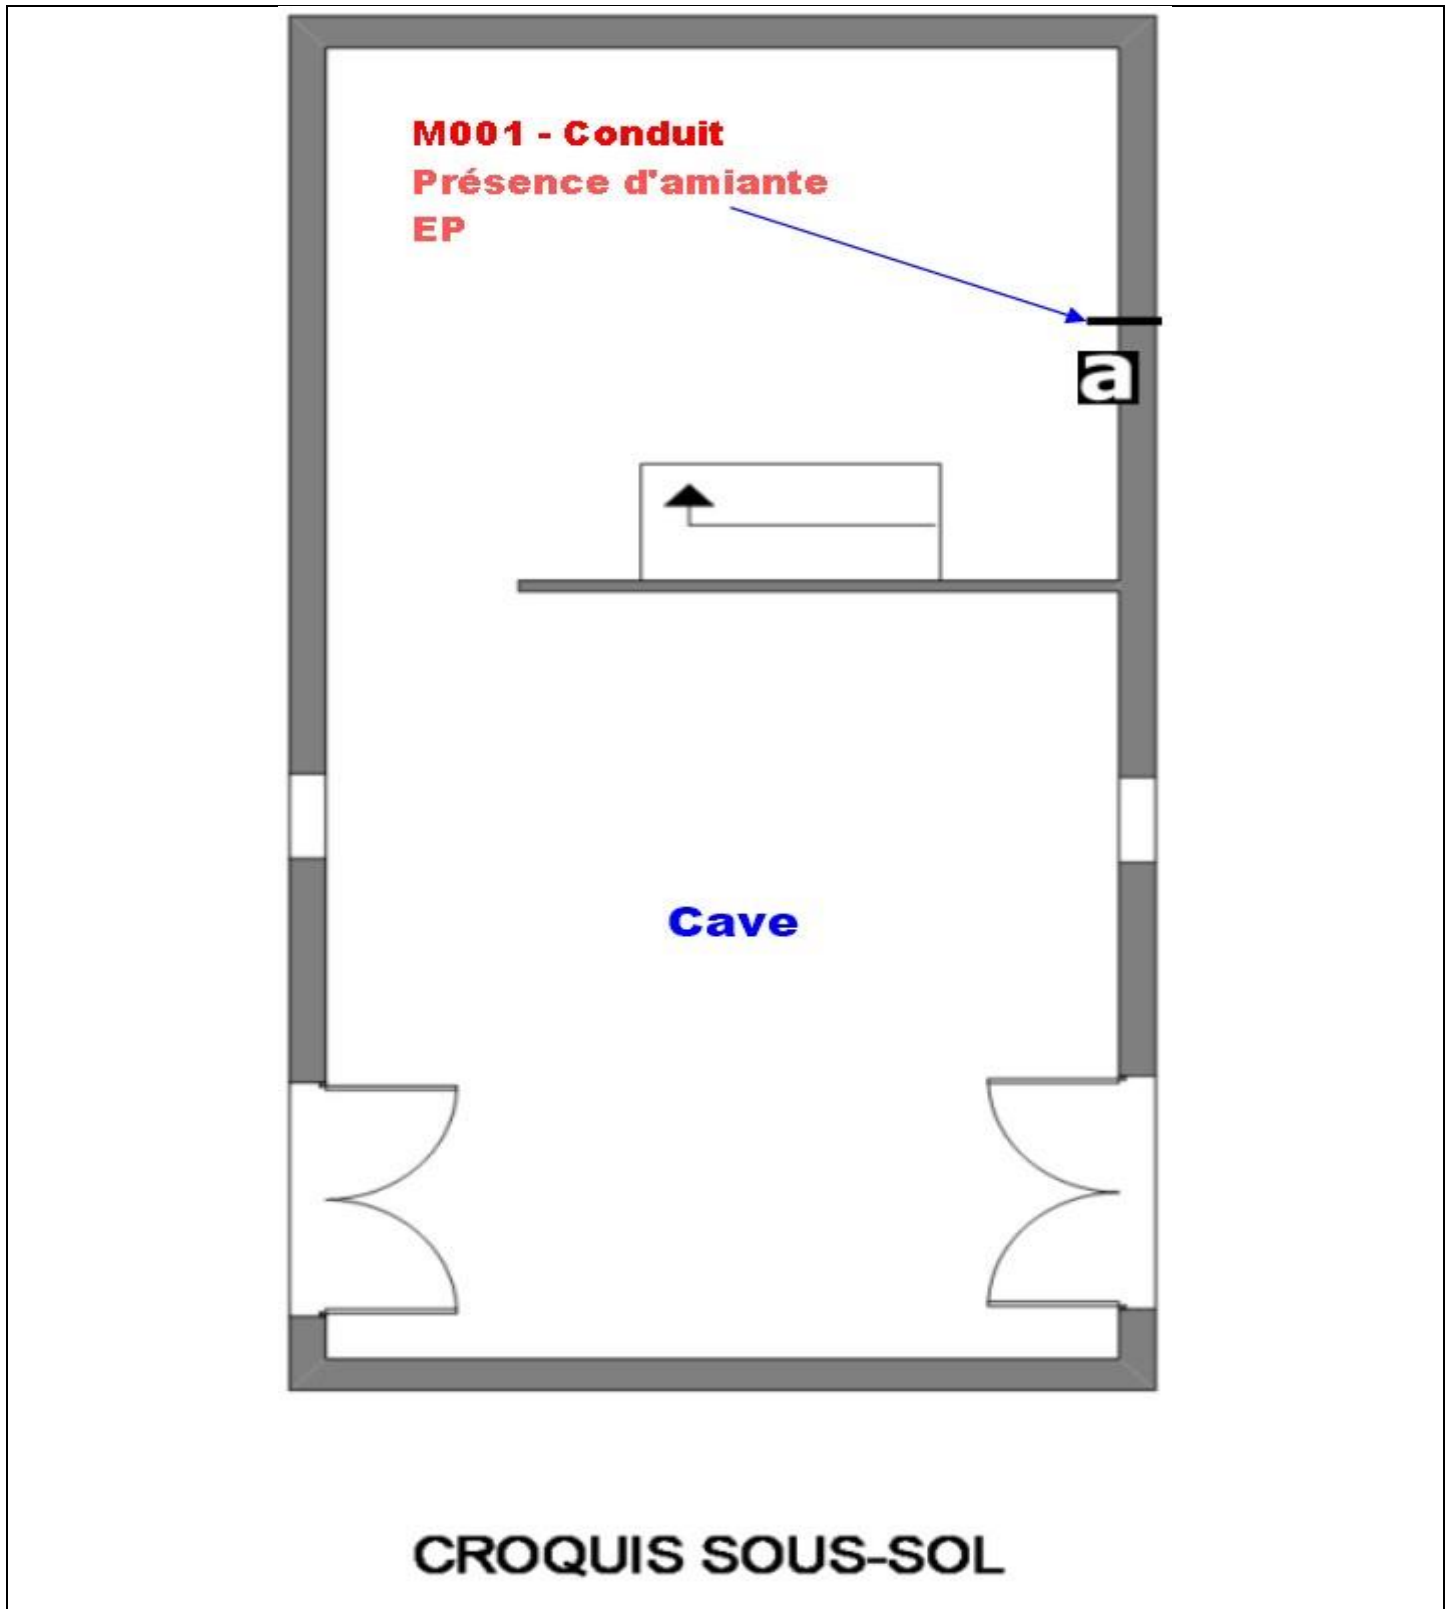 M001 - Conduit
Présence d'amiante
EP
a
Cave
CROQUIS SOUS-SOL